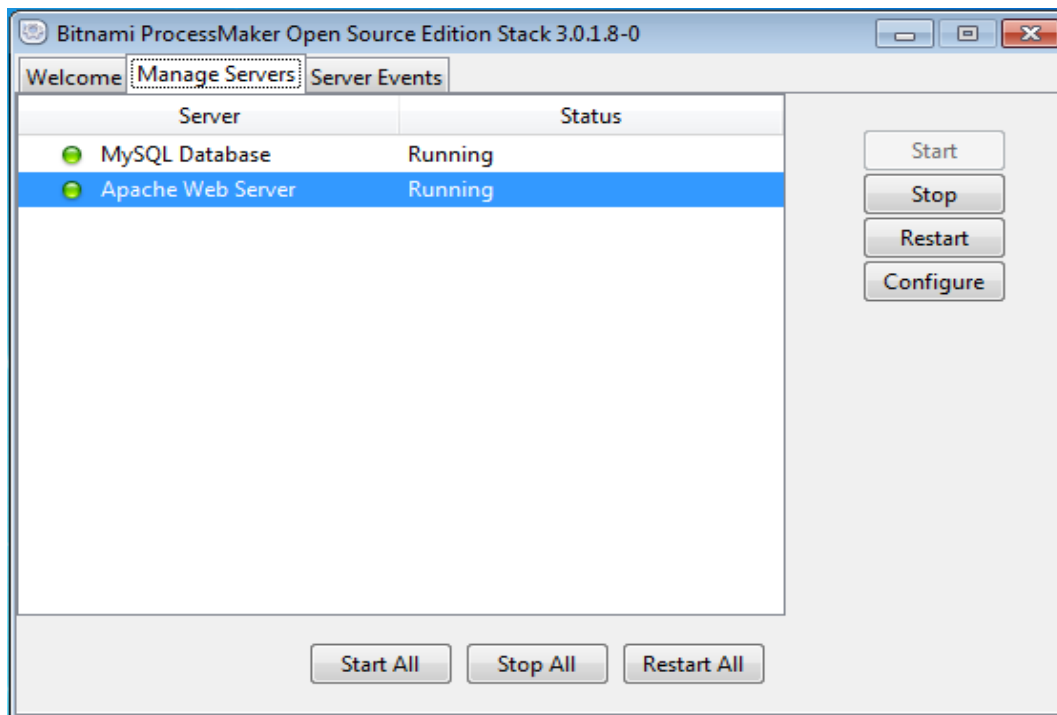 Bitnami ProcessMaker Open Source Edition Stack 3.0.1.8-0
Welcome Manage Servers Server Events
Server Status
MySQL Database Running
Apache Web Server Running
Start
Stop
Restart
Configure
Start All Stop All Restart All